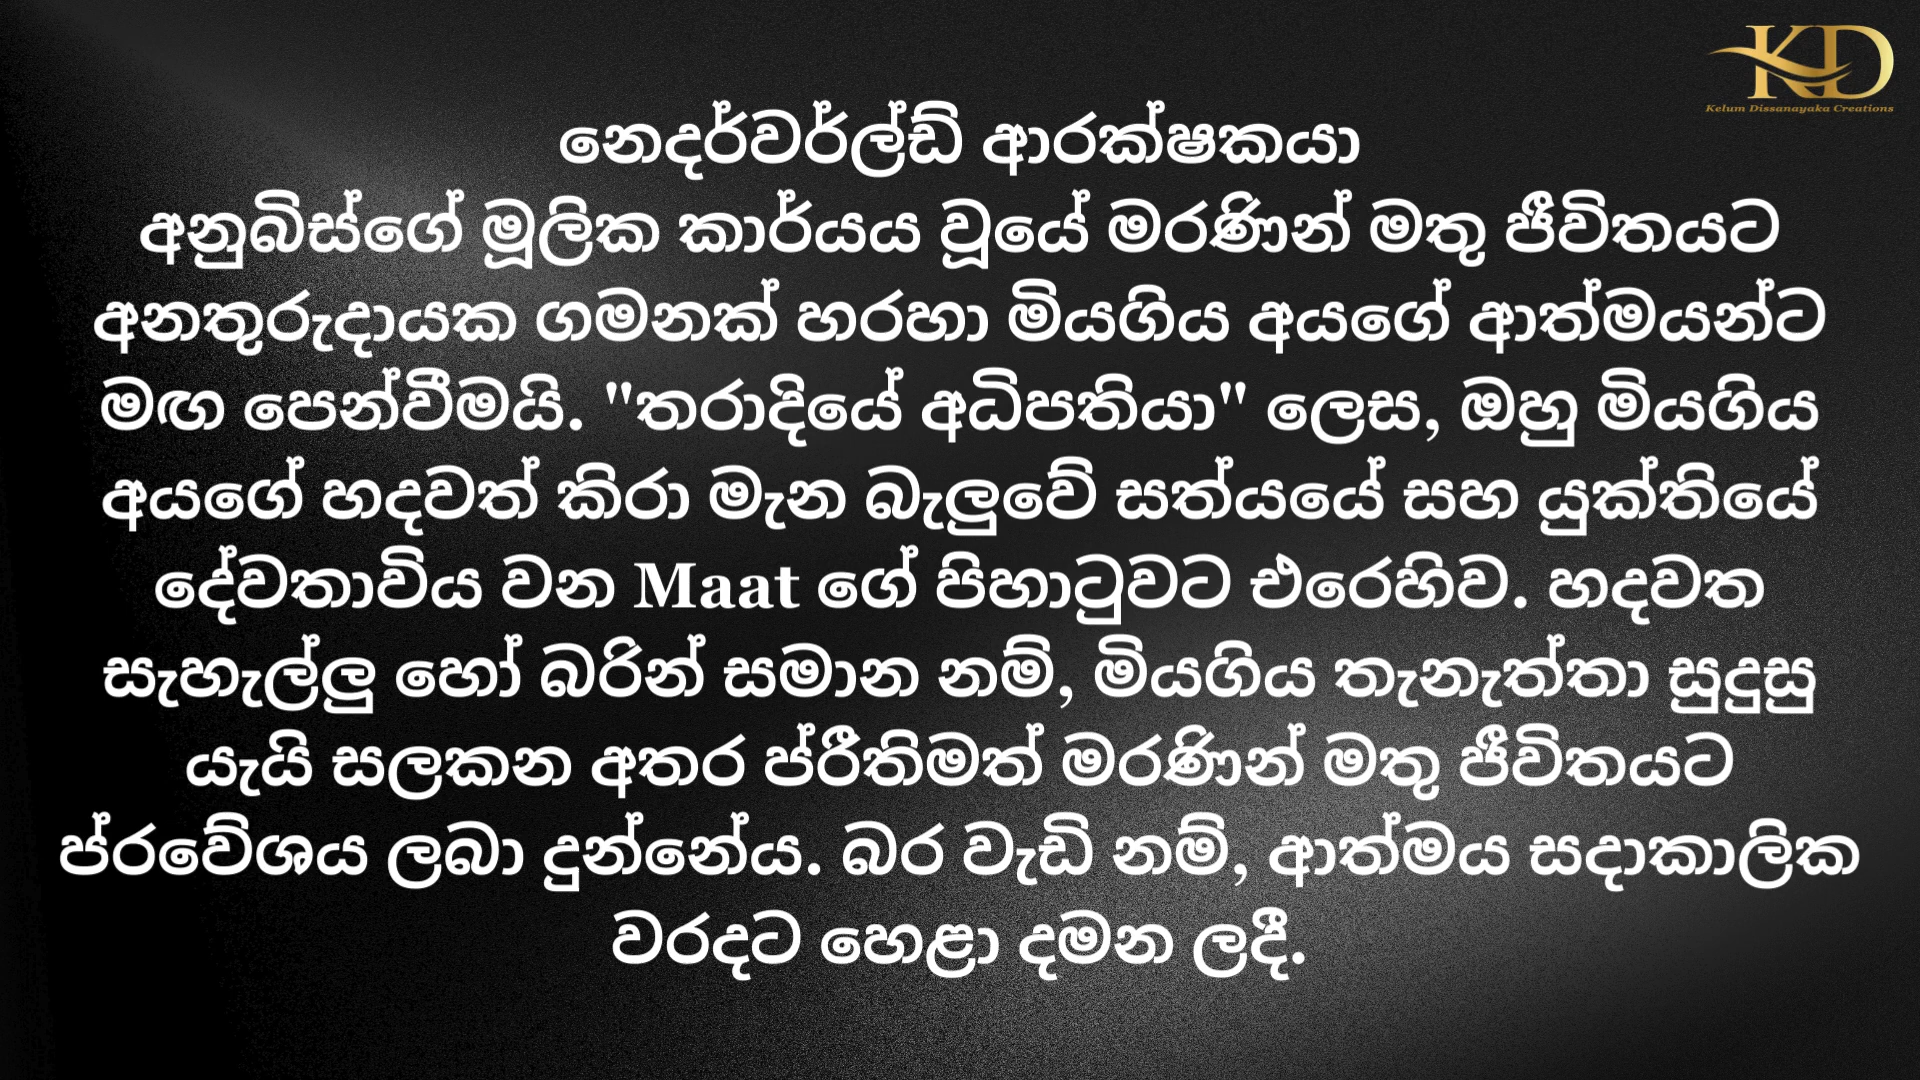 KD
Kelum Dissanayaka Creations
නෙදර්වර්ල්ඩ් ආරක්ෂකයා
අනුබිස්ගේ මූලික කාර්යය වූයේ මරණින් මතු ජීවිතයට
අනතුරුදායක ගමනක් හරහා මියගිය අයගේ ආත්මයන්ට
මඟ පෙන්වීමයි. "තරාදියේ අධිපතියා" ලෙස, ඔහු මියගිය
අයගේ හදවත් කිරා මැන බැලුවේ සත්යයේ සහ යුක්තියේ
දේවතාවිය වන Maat ගේ පිහාටුවට එරෙහිව. හදවත
සැහැල්ලු හෝ බරින් සමාන නම්, මියගිය තැනැත්තා සුදුසු
යැයි සලකන අතර ප්රීතිමත් මරණින් මතු ජීවිතයට
ප්රවේශය ලබා දුන්නේය. බර වැඩි නම්, ආත්මය සදාකාලික
වරදට හෙළා දමන ලදී.